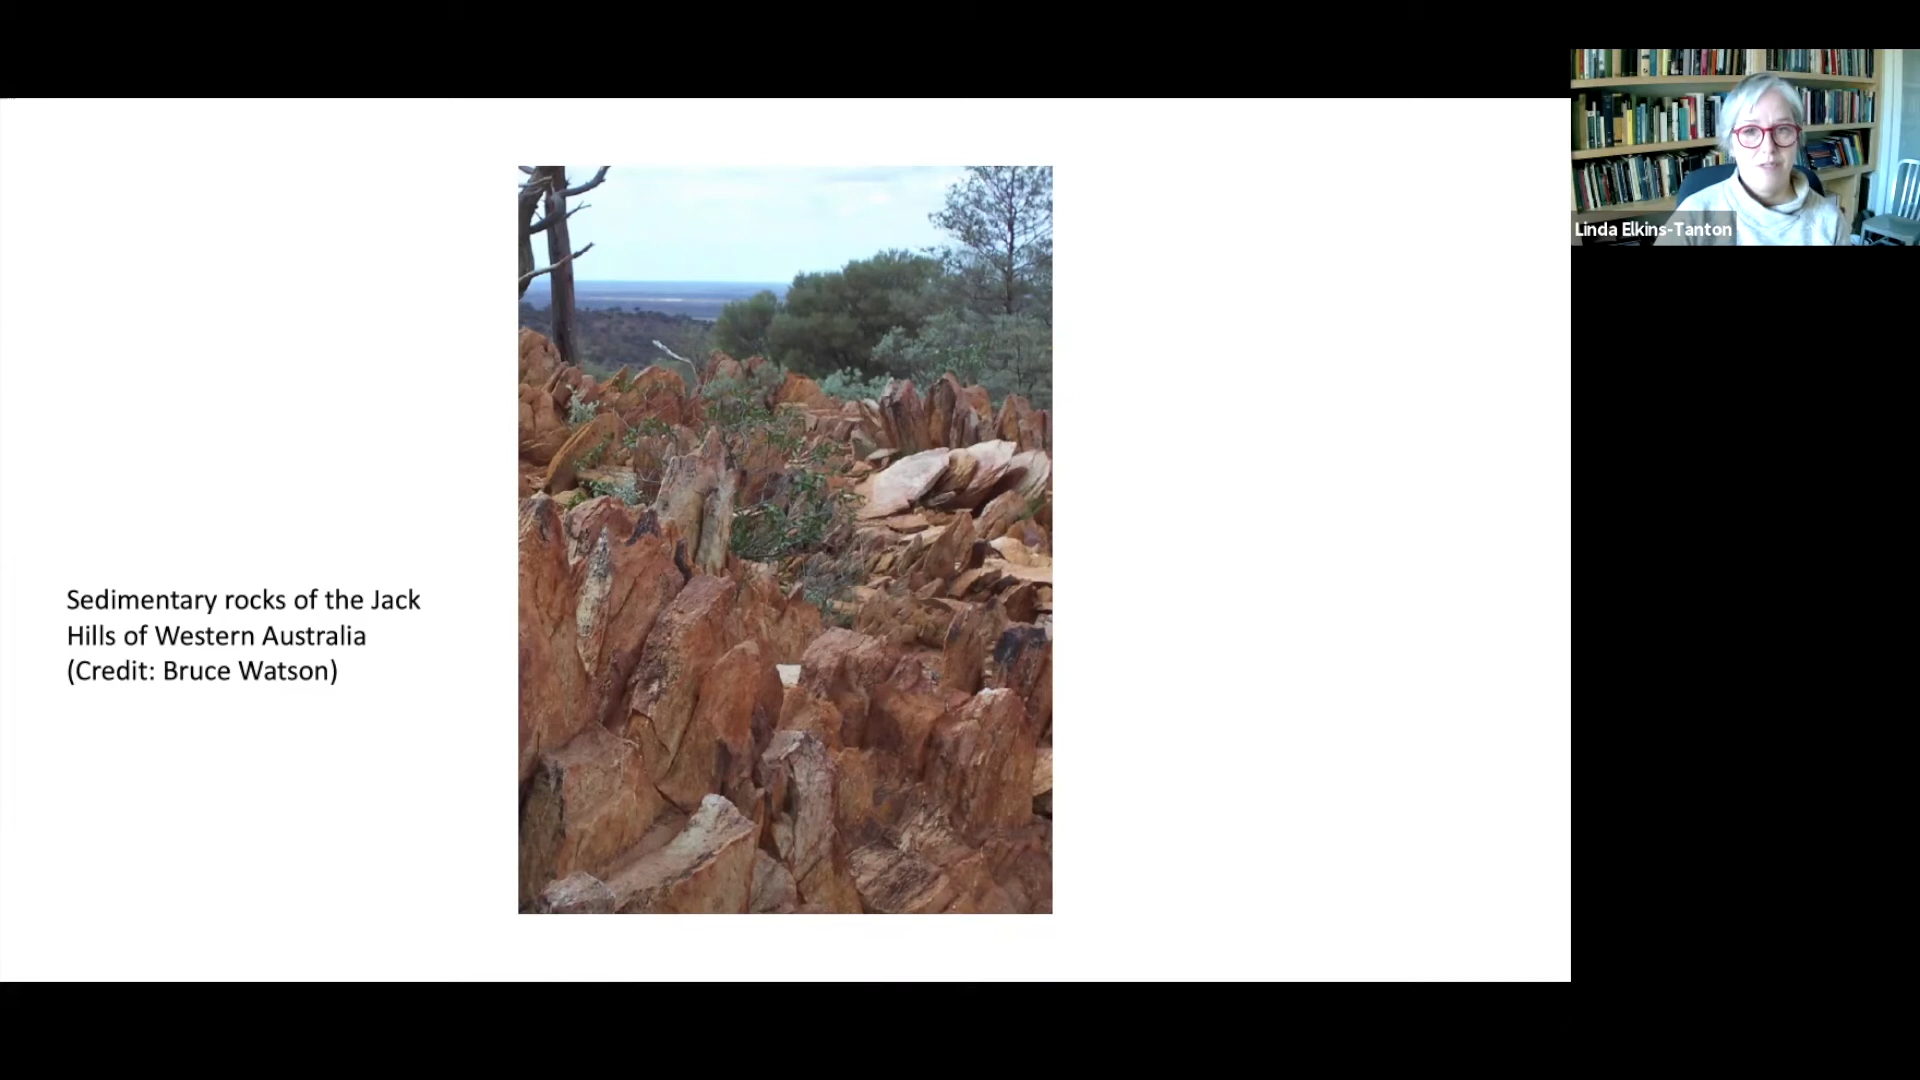 Linda Elkins-Tanton
Sedimentary rocks of the Jack
Hills of Western Australia
(Credit: Bruce Watson)